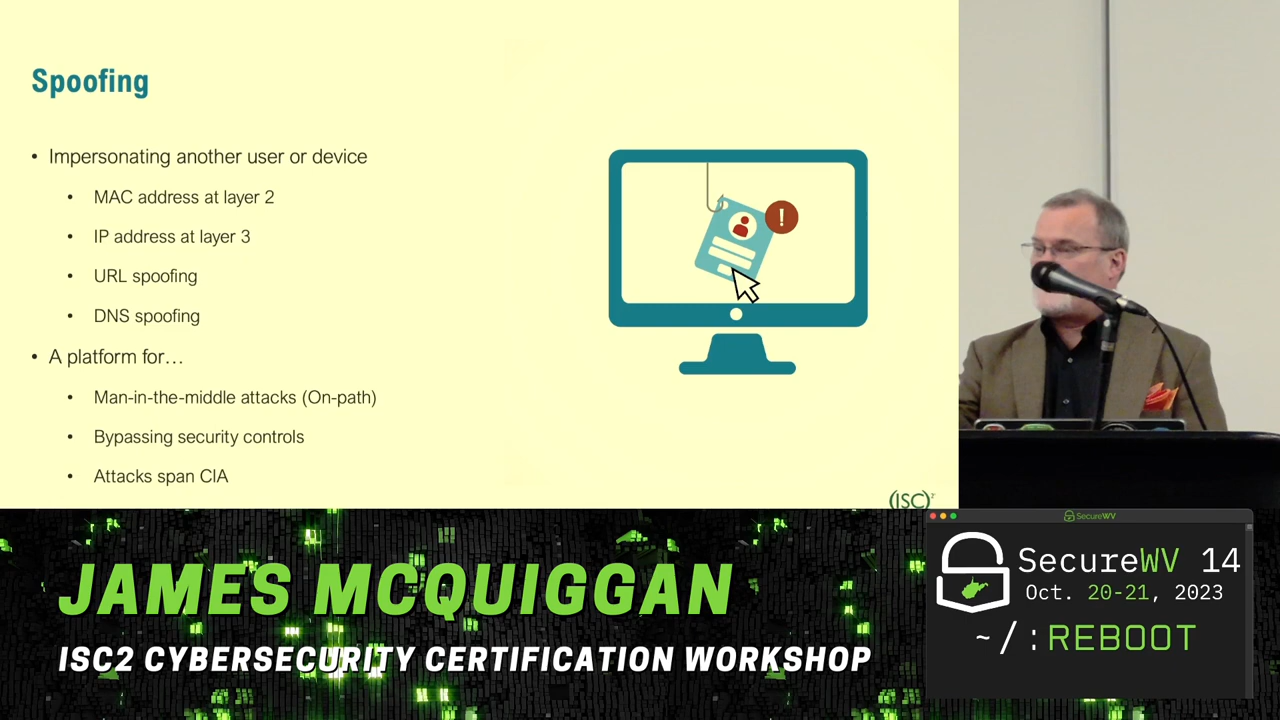 Spoofing
• Impersonating another user or device
• MAC address at layer 2
• IP address at layer 3
• URL spoofing
• DNS spoofing
• A platform for…
• Man-in-the-middle attacks (On-path)
• Bypassing security controls
• Attacks span CIA
!
(ISC)²
JAMES MCQUIGGAN
ISC2 CYBERSECURITY CERTIFICATION WORKSHOP
SecureWV
SecureWV 14
Oct. 20-21, 2023
~/:REBOOT